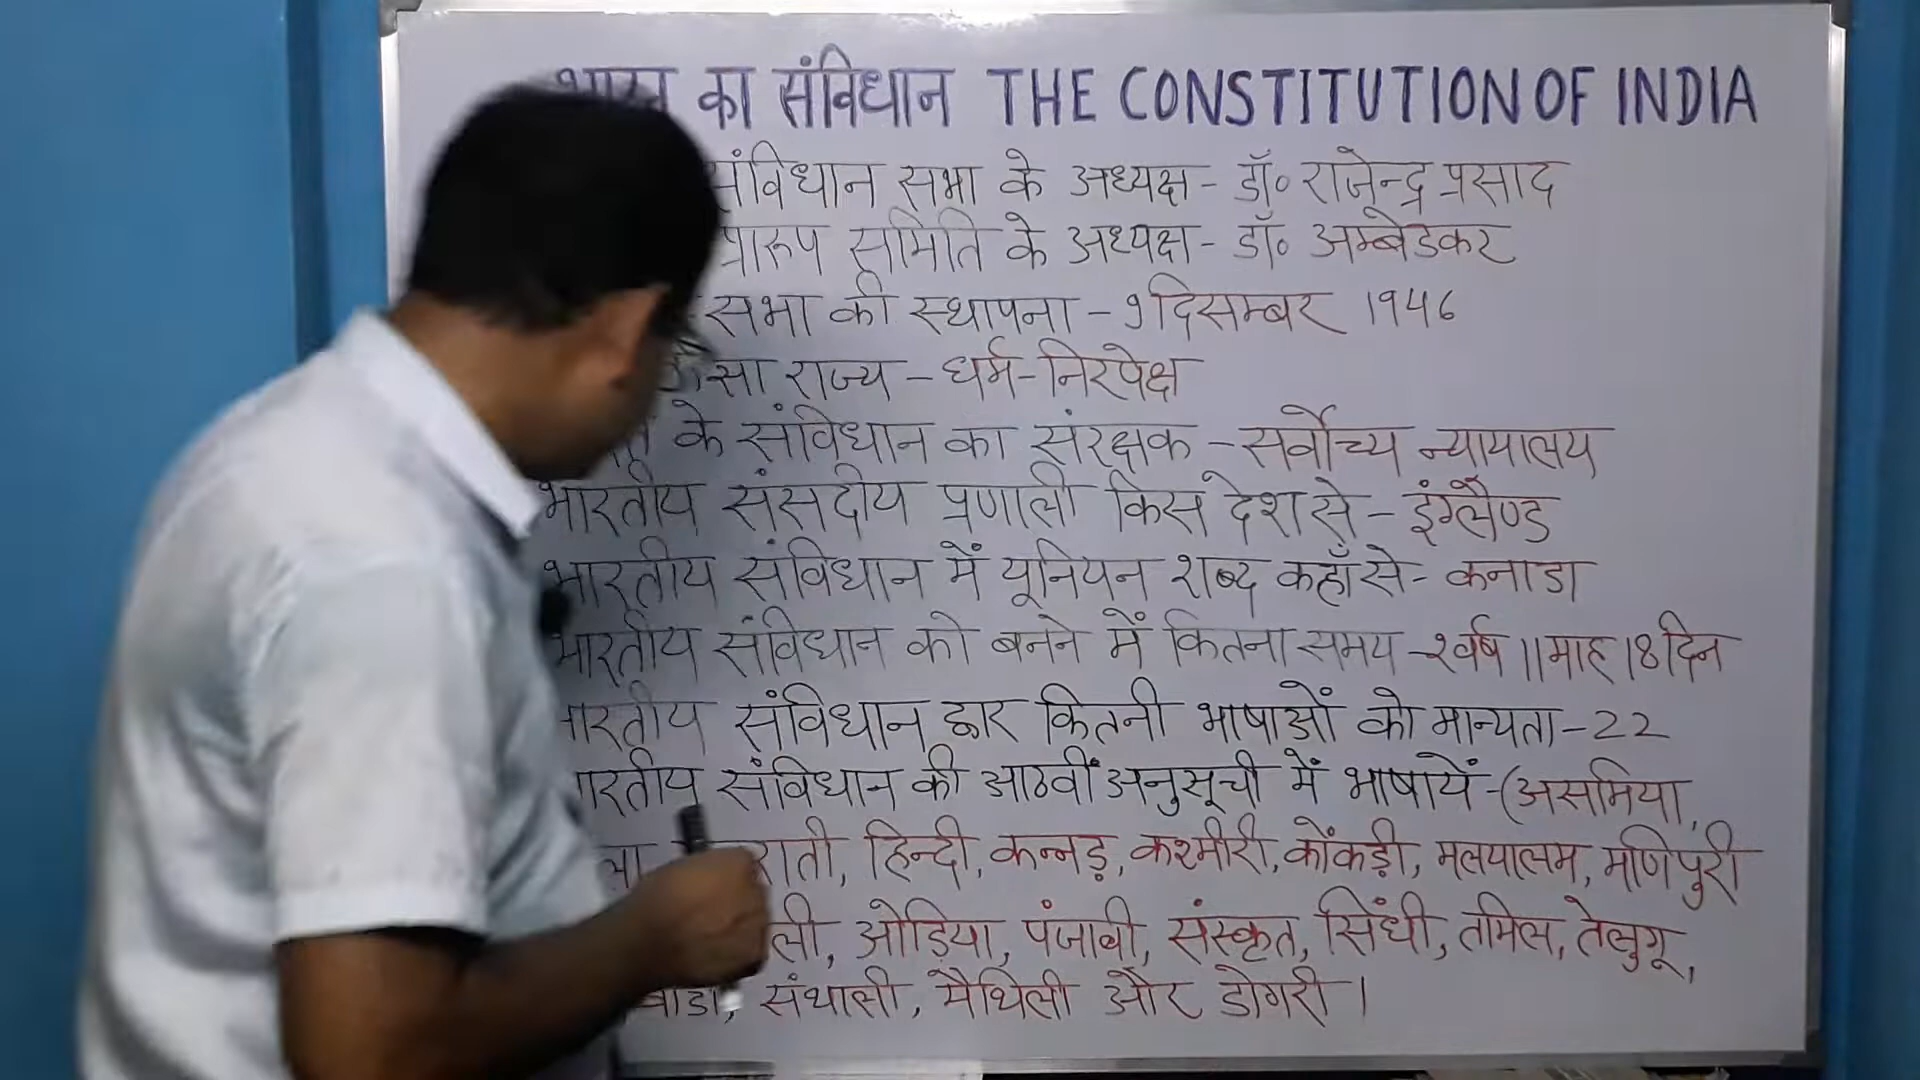 भारत का संविधान THE CONSTITUTION OF INDIA
संविधान सभा के अध्यक्ष - डॉ॰ राजेन्द्र प्रसाद
प्रारूप समिति के अध्यक्ष - डॉ॰ अम्बेडकर
सभा की स्थापना - 9 दिसम्बर 1946
कैसा राज्य - धर्म-निरपेक्ष
के संविधान का संरक्षक - सर्वोच्य न्यायालय
भारतीय संसदीय प्रणाली किस देश से - इंग्लैण्ड
भारतीय संविधान में यूनियन शब्द कहाँ से - कनाडा
भारतीय संविधान को बनने में कितना समय - 2 वर्ष 11 माह 18 दिन
भारतीय संविधान द्वार कितनी भाषाओं को मान्यता - 22
भारतीय संविधान की आठवीं अनुसूची में भाषायें - (असमिया,
हिन्दी, कन्नड़, कश्मीरी, कोंकड़ी, मलयालम, मणिपुरी
ओड़िया, पंजाबी, संस्कृत, सिंधी, तमिल, तेलुगू,
संथाली, मैथिली और डोगरी ।